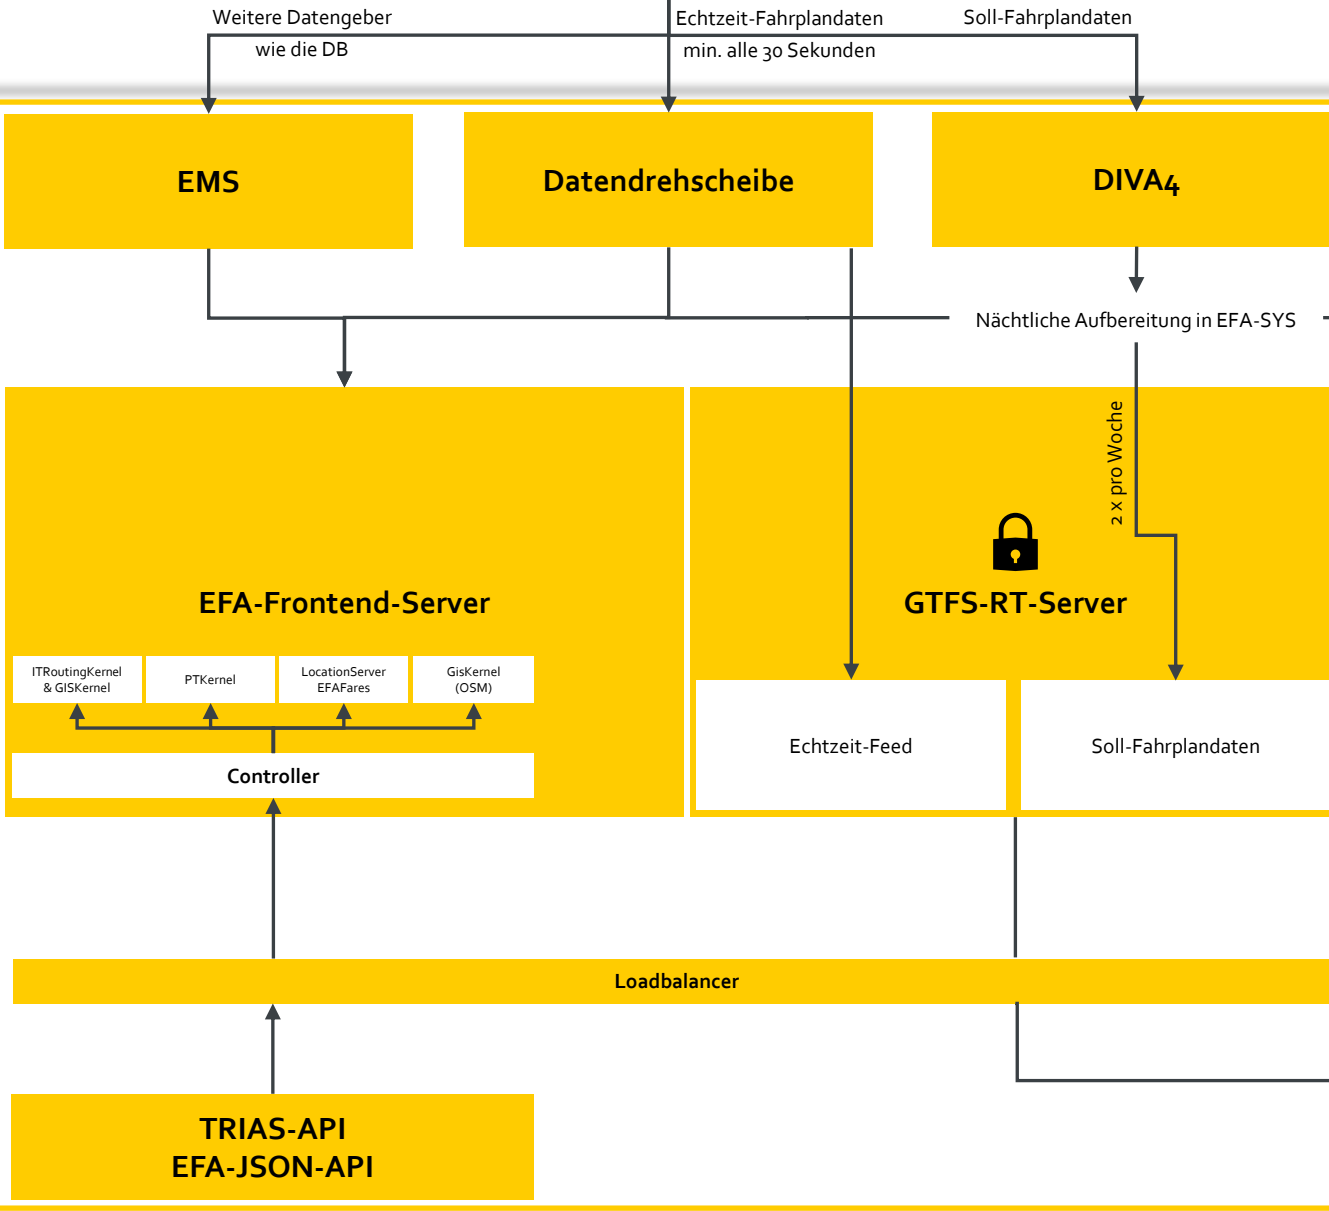 Weitere Datengeber
wie die DB
Echtzeit-Fahrplandaten
min. alle 30 Sekunden
Soll-Fahrplandaten
EMS
Datendrehscheibe
DIVA4
Nächtliche Aufbereitung in EFA-SYS
2 x pro Woche
EFA-Frontend-Server
GTFS-RT-Server
ITRoutingKernel
& GISKernel
PTKernel
LocationServer
EFAFares
GisKernel
(OSM)
Controller
Echtzeit-Feed
Soll-Fahrplandaten
Loadbalancer
TRIAS-API
EFA-JSON-API